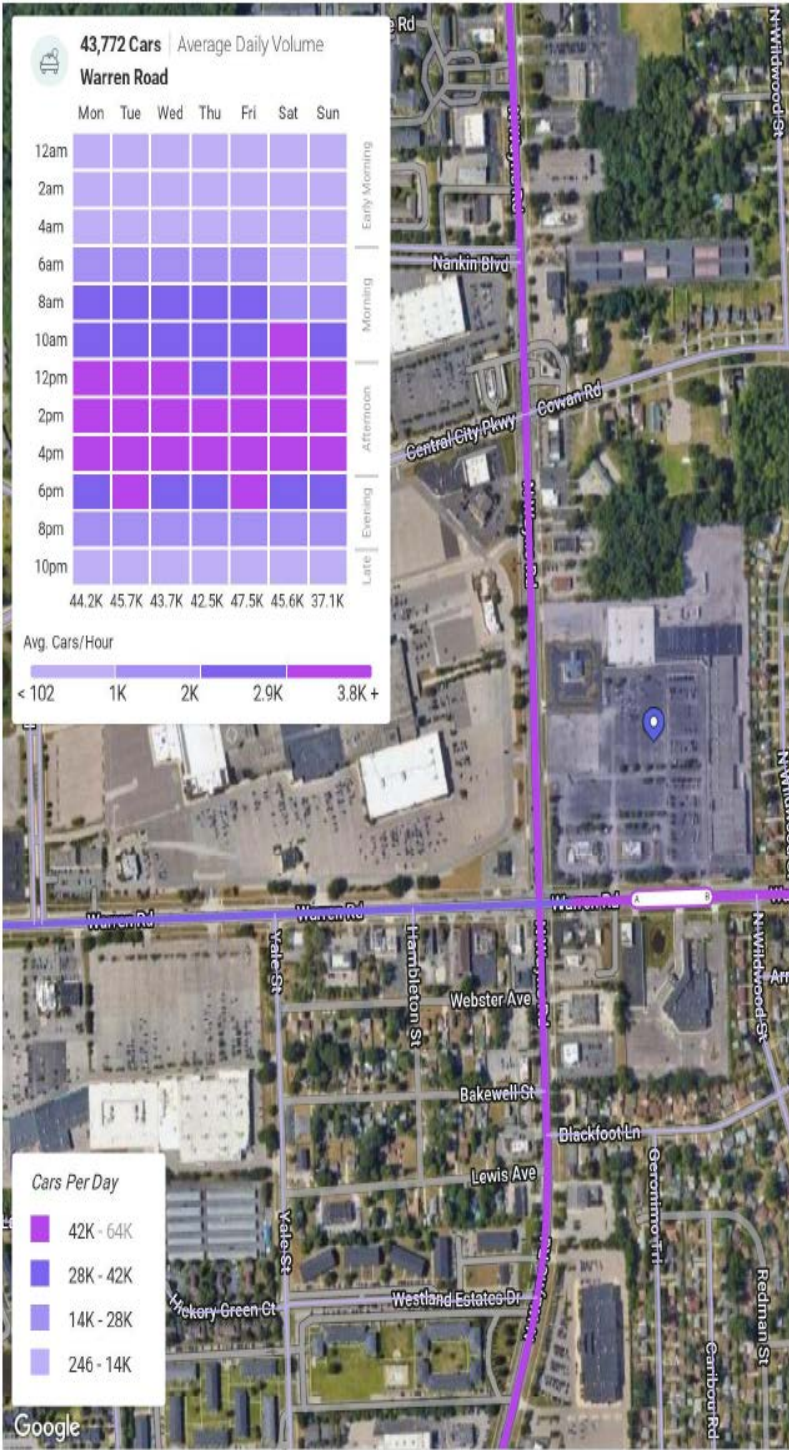 43,772 Cars | Average Daily Volume
Warren Road
Mon Tue Wed Thu Fri Sat Sun
12am
2am
4am
Early Morning
6am
8am
10am
Morning
12pm
2pm
4pm
Afternoon
6pm
8pm
Evening
10pm
Late
44.2K 45.7K 43.7K 42.5K 47.5K 45.6K 37.1K
Avg. Cars/Hour
< 102 1K 2K 2.9K 3.8K +
N Wildwood St
Nankin Blvd
Central City Pkwy
Cowan Rd
Warren Rd
Warren Rd
Warren Rd
A B
Yale St
Hambleton St
N Wildwood St
Webster Ave
Bakewell St
Blackfoot Ln
Lewis Ave
Geronimo Trl
Yale St
Hickory Green Ct
Westland Estates Dr
Redman St
Caribou Rd
Cars Per Day
42K - 64K
28K - 42K
14K - 28K
246 - 14K
Google